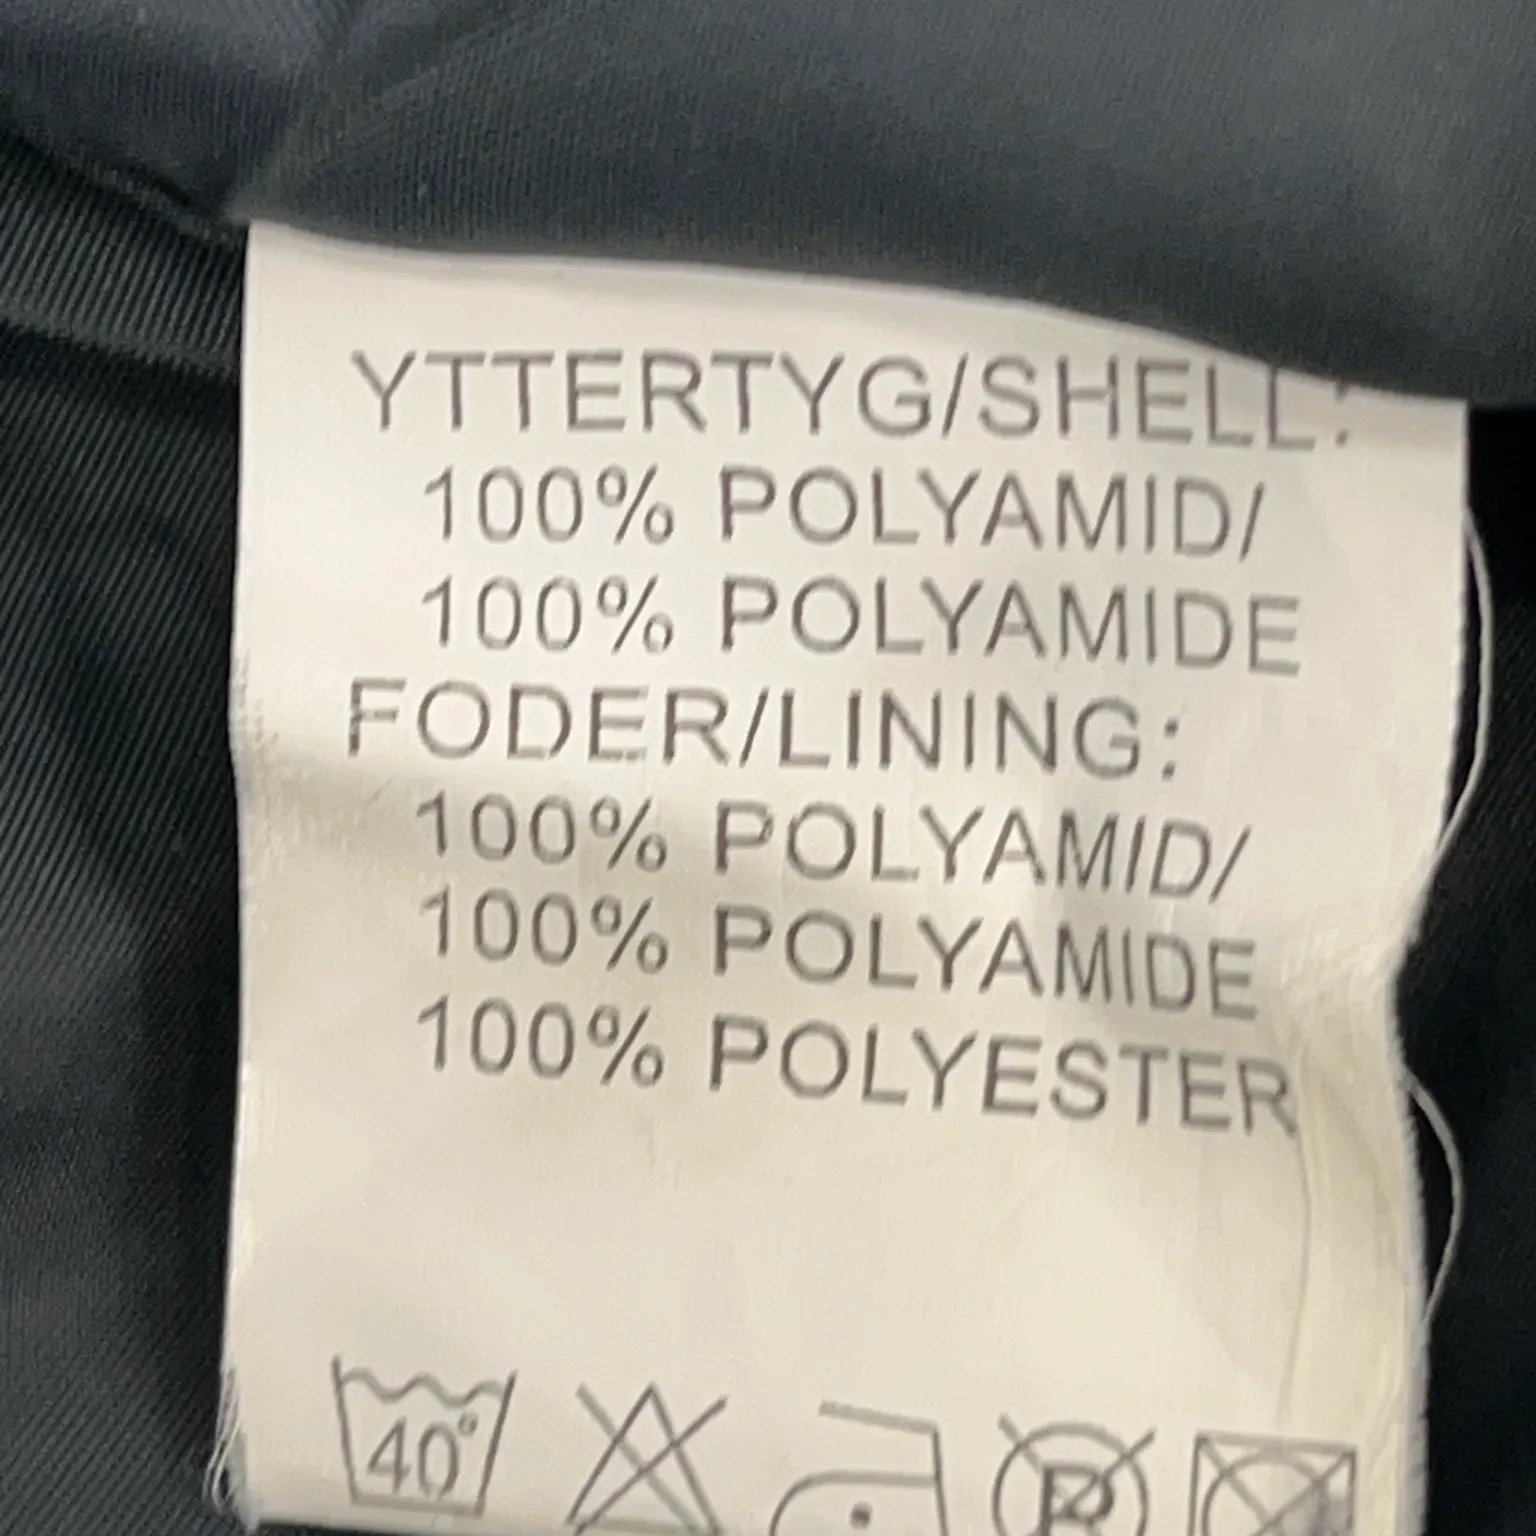 YTTERTYG/SHELL:
100% POLYAMID/
100% POLYAMIDE
FODER/LINING:
100% POLYAMID/
100% POLYAMIDE
100% POLYESTER
40°
P